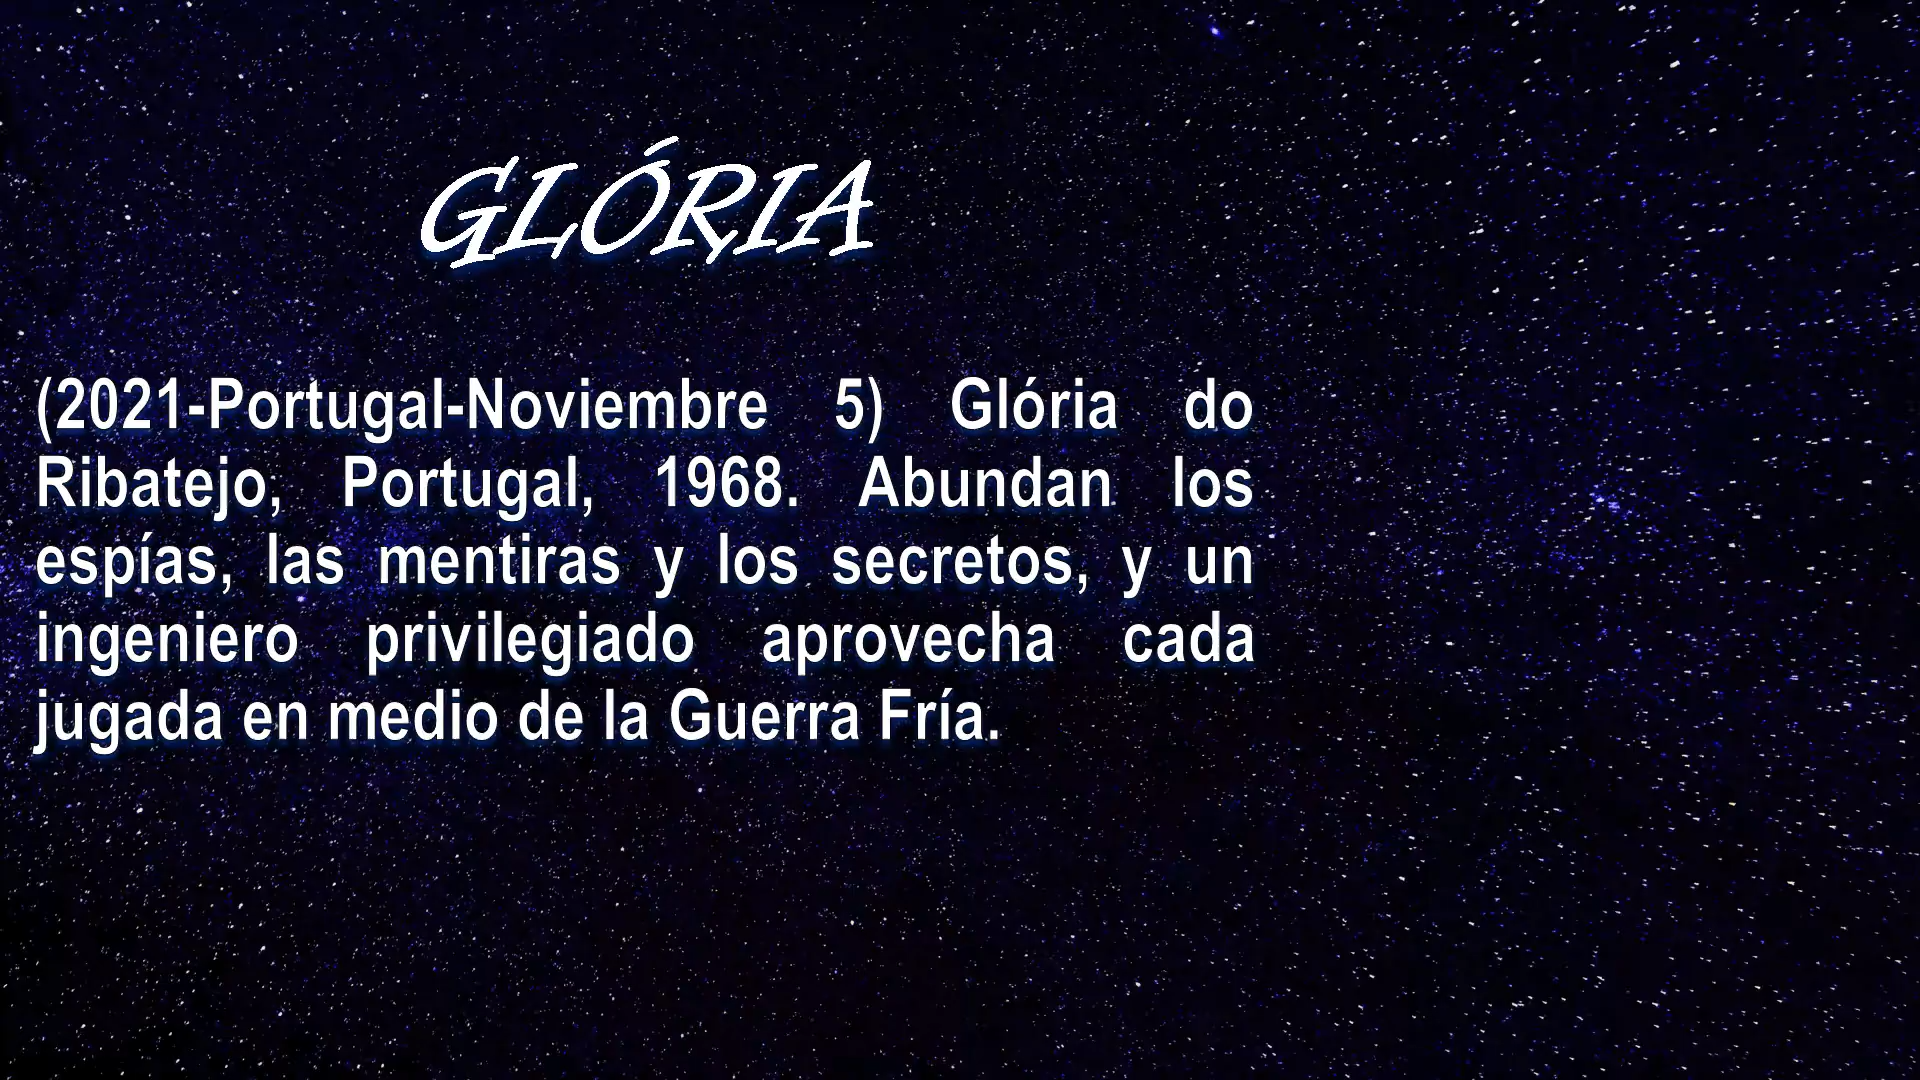 GLÓRIA
(2021-Portugal-Noviembre 5) Glória do
Ribatejo, Portugal, 1968. Abundan los
espías, las mentiras y los secretos, y un
ingeniero privilegiado aprovecha cada
jugada en medio de la Guerra Fría.